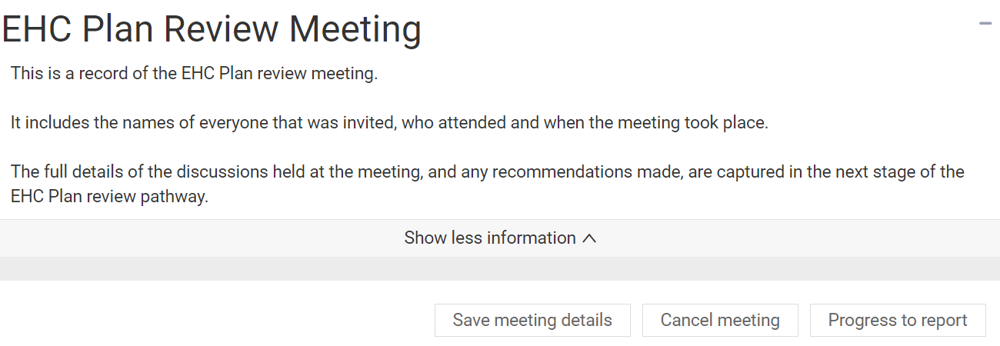 EHC Plan Review Meeting
This is a record of the EHC Plan review meeting.
It includes the names of everyone that was invited, who attended and when the meeting took place.
The full details of the discussions held at the meeting, and any recommendations made, are captured in the next stage of the
EHC Plan review pathway.
Show less information
Save meeting details
Cancel meeting
Progress to report